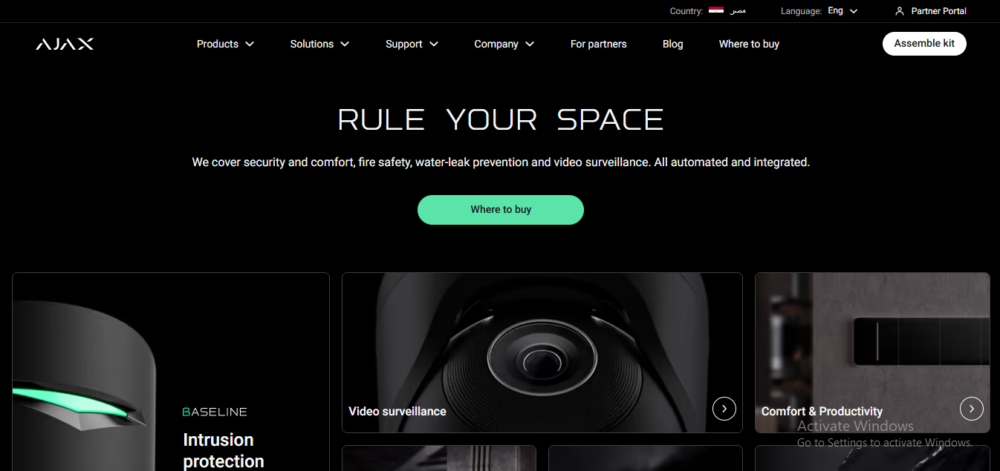 Country: مصر Language: Eng Partner Portal
AJAX Products Solutions Support Company For partners Blog Where to buy Assemble kit
RULE YOUR SPACE
We cover security and comfort, fire safety, water-leak prevention and video surveillance. All automated and integrated.
Where to buy
BASELINE
Intrusion
protection
Video surveillance
Comfort & Productivity
Activate Windows
Go to Settings to activate Windows.